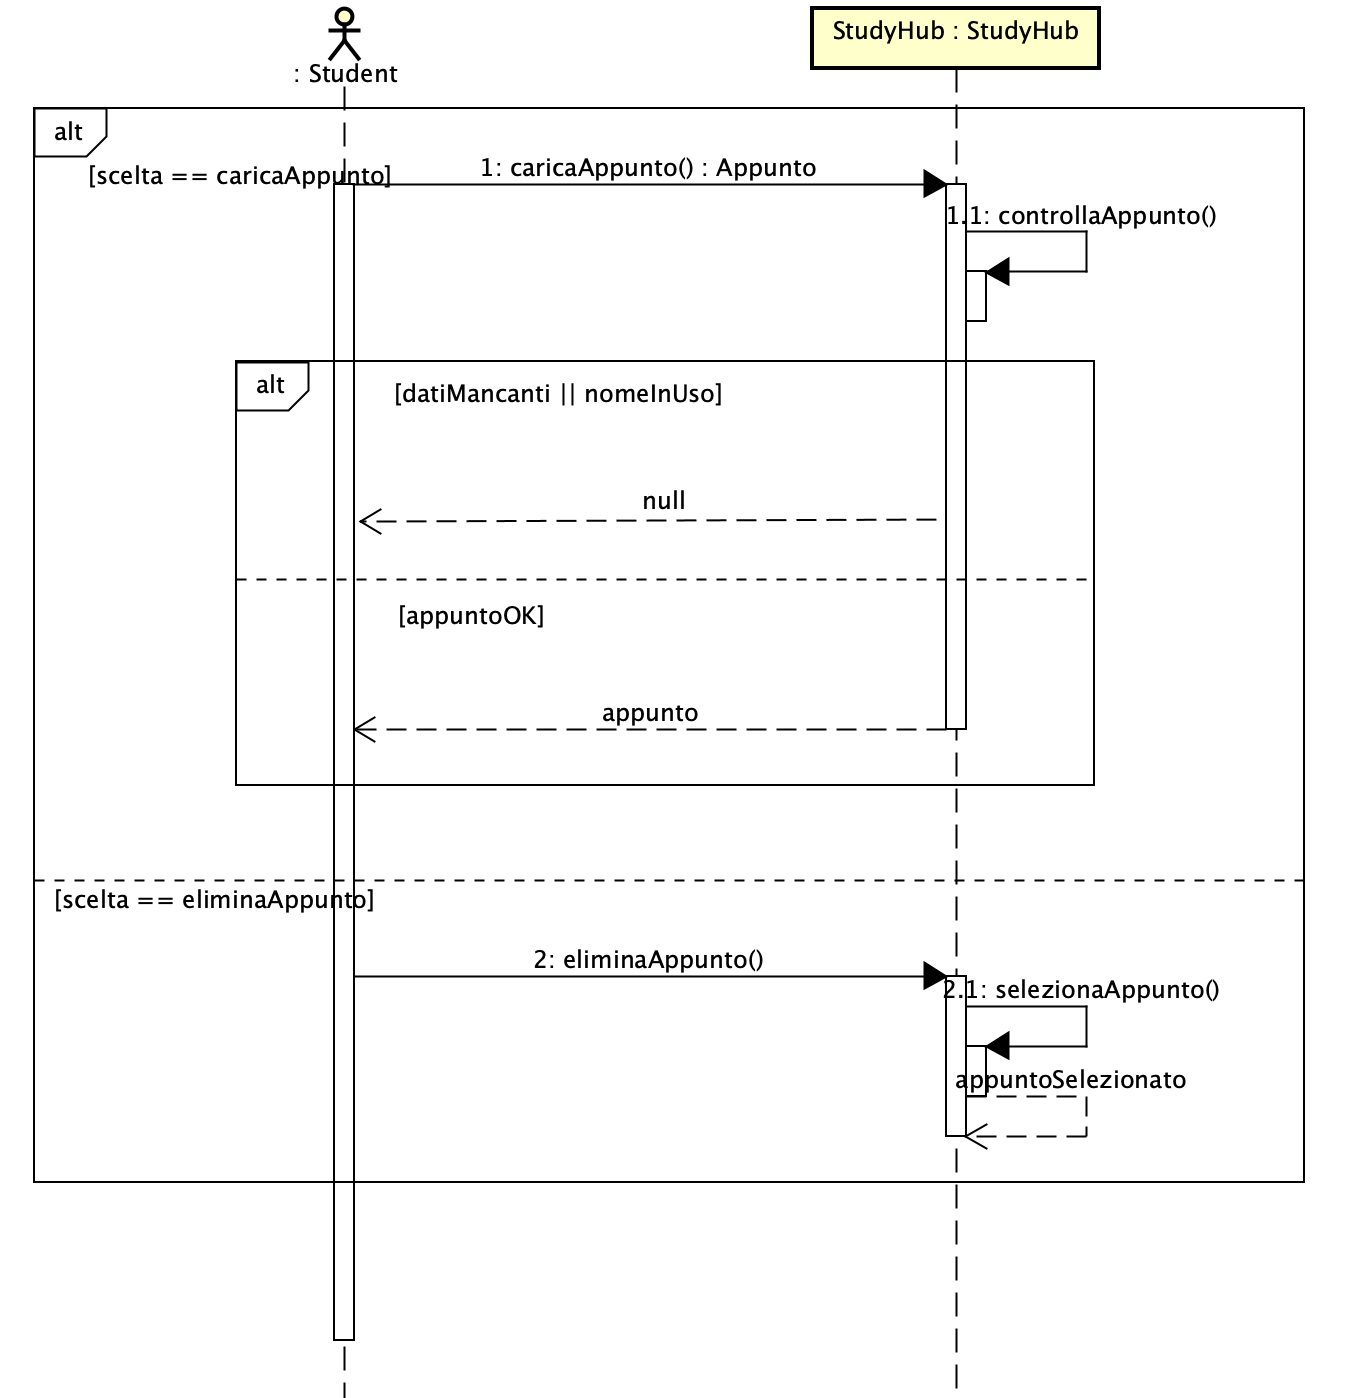 : Student
StudyHub : StudyHub
alt
[scelta == caricaAppunto]
1: caricaAppunto() : Appunto
1.1: controllaAppunto()
alt
[datiMancanti || nomeInUso]
null
[appuntoOK]
appunto
[scelta == eliminaAppunto]
2: eliminaAppunto()
2.1: selezionaAppunto()
appuntoSelezionato